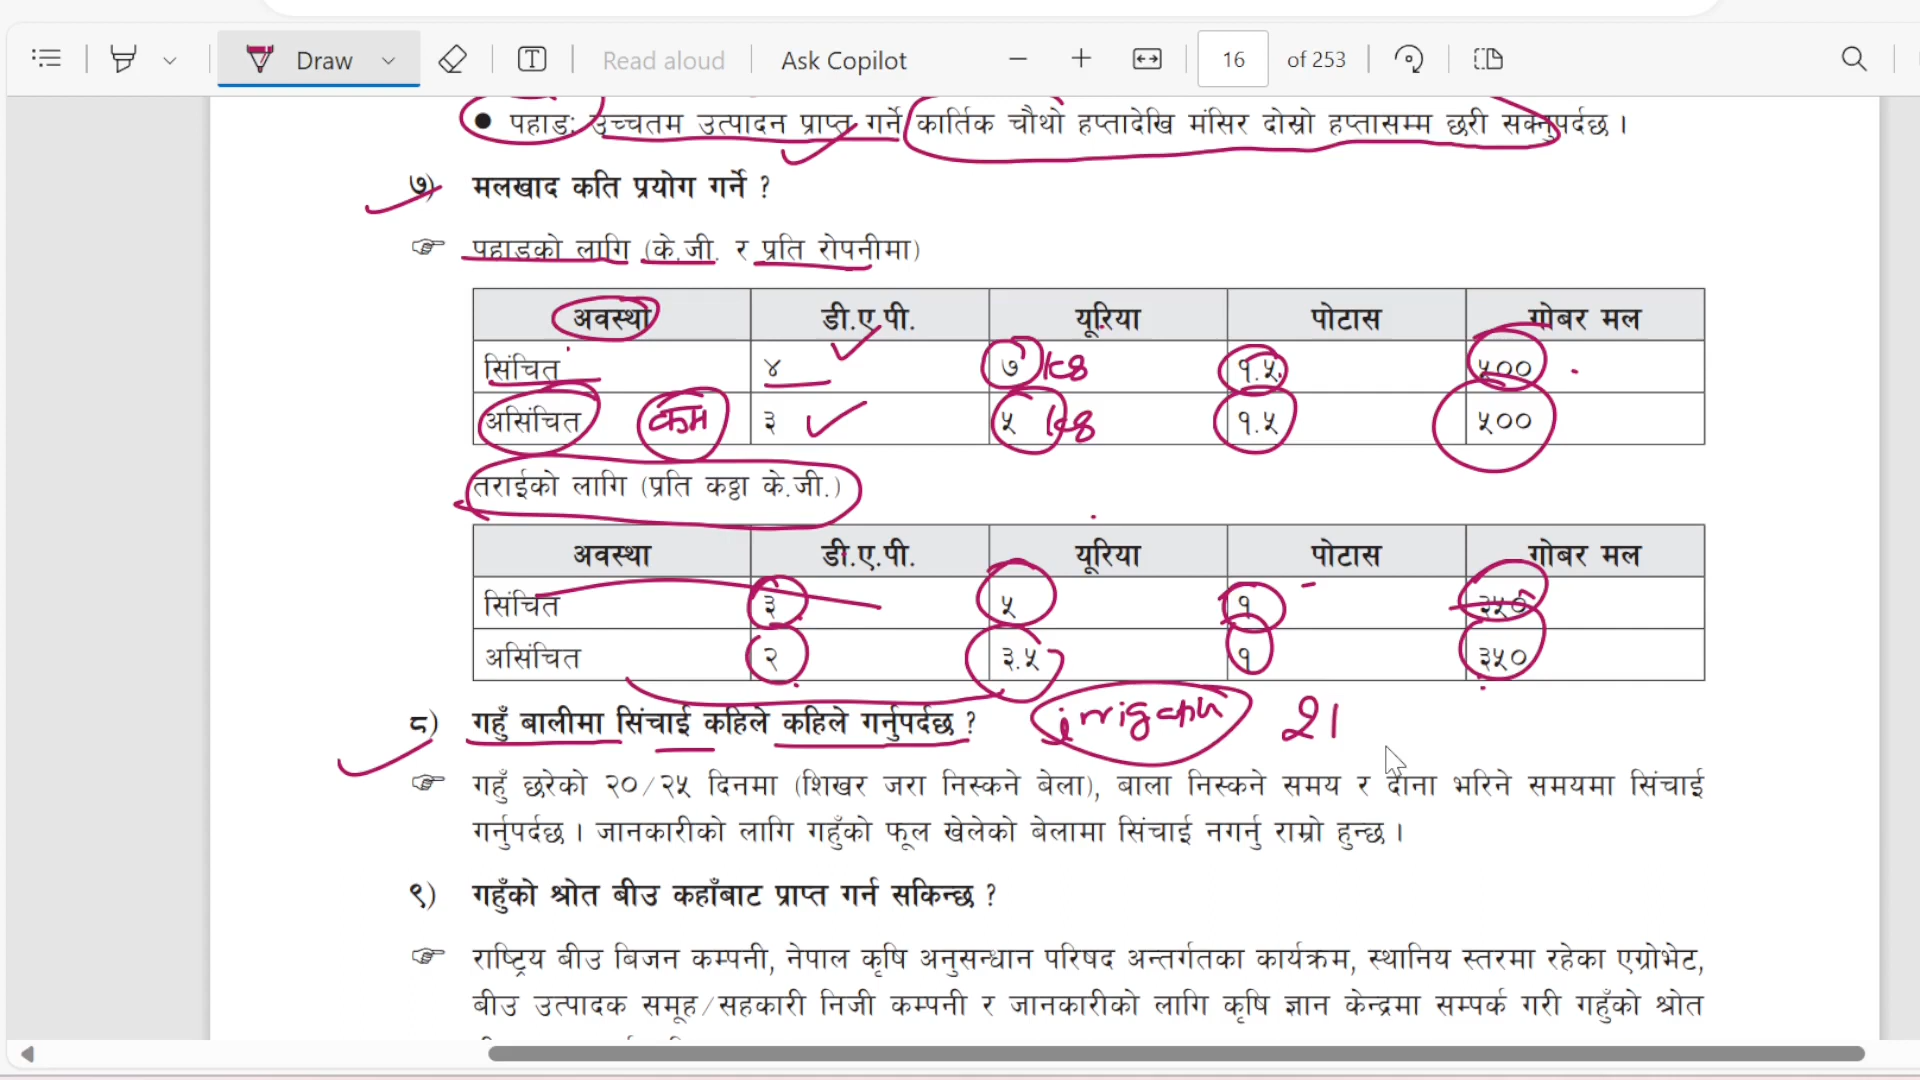 Draw
Read aloud
Ask Copilot
16
of 253
● पहाडः उच्चतम उत्पादन प्राप्त गर्ने कार्तिक चौथो हप्तादेखि मंसिर दोस्रो हप्तासम्म छरी सक्नुपर्दछ ।
७) मलखाद कति प्रयोग गर्ने ?
पहाडको लागि (के.जी. र प्रति रोपनीमा)
अवस्था डी.ए.पी. यूरिया पोटास गोबर मल
सिंचित ४ ७ kg १.५ ५००
असिंचित कम ३ ५ kg १.५ ५००
तराईको लागि (प्रति कठ्ठा के.जी.)
अवस्था डी.ए.पी. यूरिया पोटास गोबर मल
सिंचित ३ ५ १ ३५०
असिंचित २ ३.५ १ ३५०
८) गहुँ बालीमा सिंचाई कहिले कहिले गर्नुपर्दछ ? 21
गहुँ छरेको २०/२५ दिनमा (शिखर जरा निस्कने बेला), बाला निस्कने समय र दाना भरिने समयमा सिंचाई
गर्नुपर्दछ । जानकारीको लागि गहुँको फूल खेलेको बेलामा सिंचाई नगर्नु राम्रो हुन्छ ।
९) गहुँको श्रोत बीउ कहाँबाट प्राप्त गर्न सकिन्छ ?
राष्ट्रिय बीउ बिजन कम्पनी, नेपाल कृषि अनुसन्धान परिषद अन्तर्गतका कार्यक्रम, स्थानिय स्तरमा रहेका एग्रोभेट,
बीउ उत्पादक समूह/सहकारी निजी कम्पनी र जानकारीको लागि कृषि ज्ञान केन्द्रमा सम्पर्क गरी गहुँको श्रोत